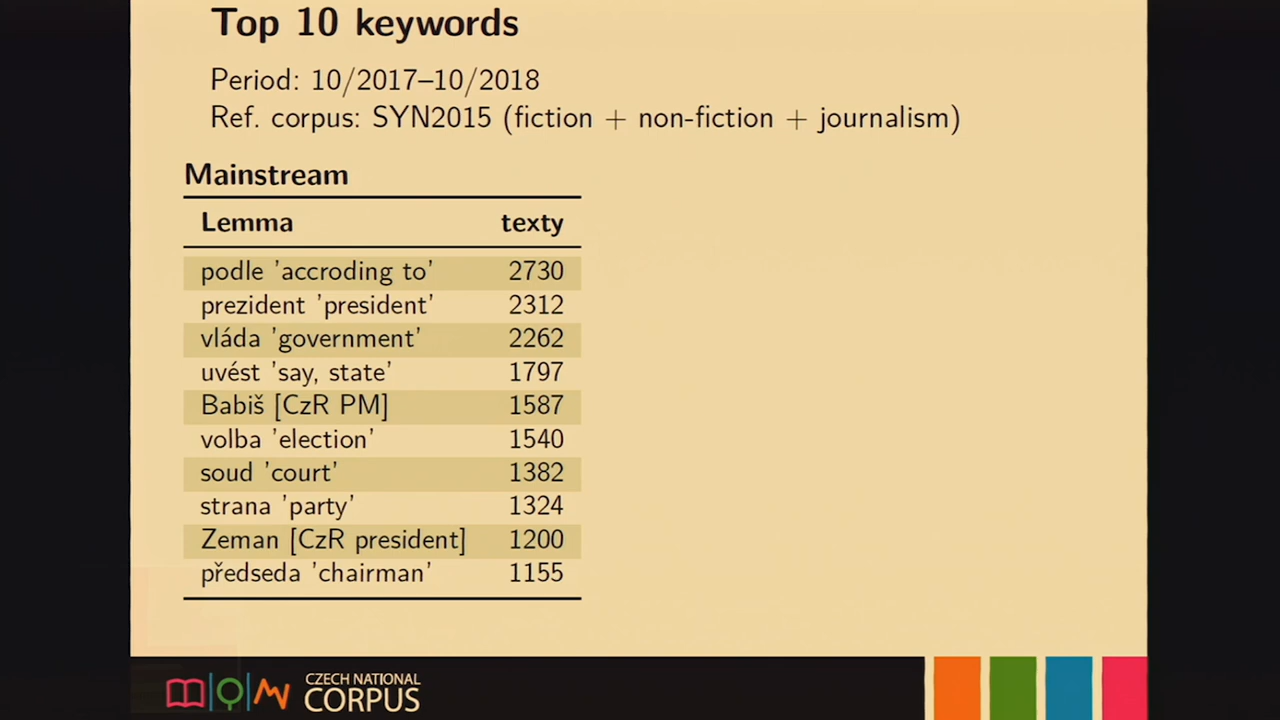 Top 10 keywords
Period: 10/2017–10/2018
Ref. corpus: SYN2015 (fiction + non-fiction + journalism)
Mainstream
Lemma texty
podle 'accroding to' 2730
prezident 'president' 2312
vláda 'government' 2262
uvést 'say, state' 1797
Babiš [CzR PM] 1587
volba 'election' 1540
soud 'court' 1382
strana 'party' 1324
Zeman [CzR president] 1200
předseda 'chairman' 1155
CZECH NATIONAL
CORPUS